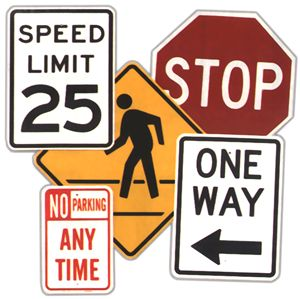 SPEED
LIMIT
25
STOP
ONE
WAY
NO PARKING
ANY
TIME